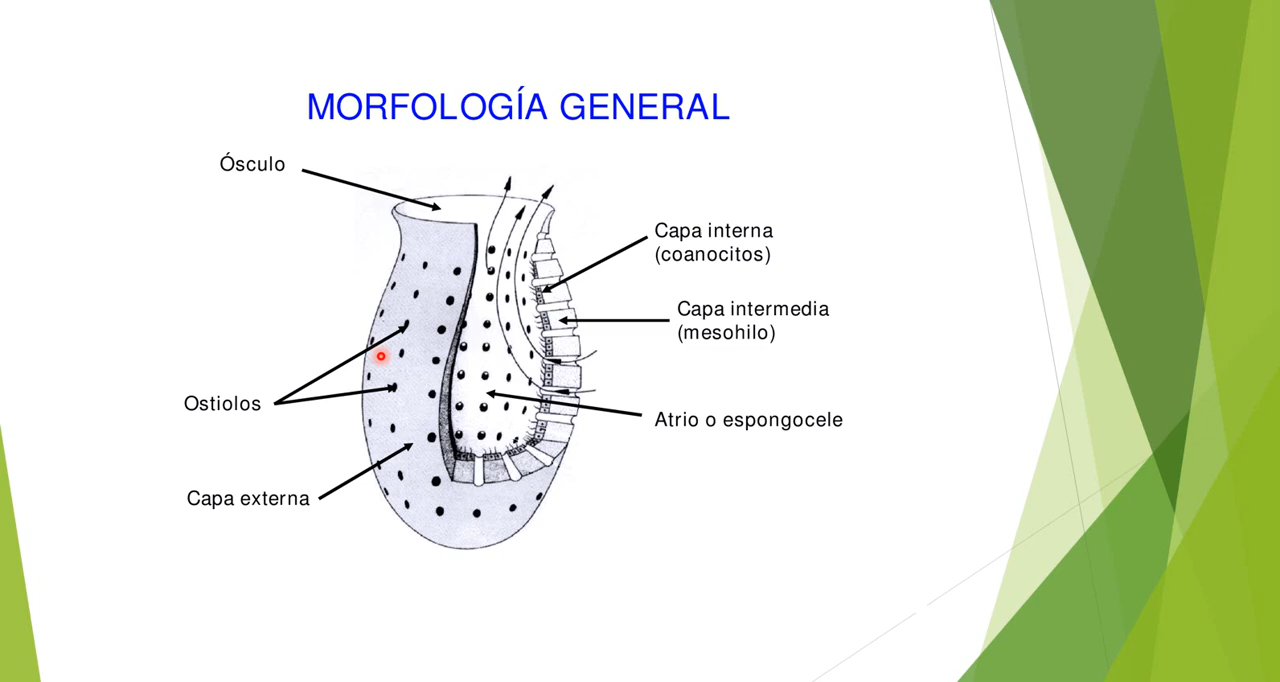 MORFOLOGÍA GENERAL
Ósculo
Capa interna
(coanocitos)
Capa intermedia
(mesohilo)
Ostiolos
Atrio o espongocele
Capa externa